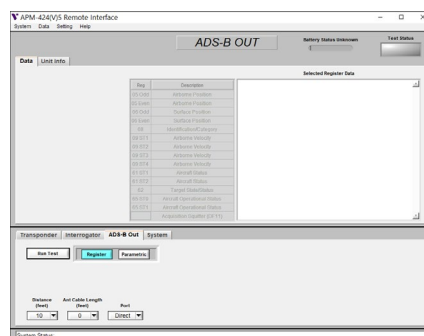 APM-424(V)5 Remote Interface
System Data Setting Help
ADS-B OUT
Battery Status Unknown
Test Status
Data Unit Info
Selected Register Data
Reg Description
05 Odd Airborne Position
05 Even Airborne Position
06 Odd Surface Position
06 Even Surface Position
08 Identification/Category
09 ST1 Airborne Velocity
09 ST2 Airborne Velocity
09 ST3 Airborne Velocity
09 ST4 Airborne Velocity
61 ST1 Aircraft Status
61 ST2 Aircraft Status
62 Target State/Status
65 ST0 Aircraft Operational Status
65 ST1 Aircraft Operational Status
Acquisition Squitter (DF11)
Transponder Interrogator ADS-B Out System
Run Test Register Parametric
Distance (feet) Ant Cable Length (feet) Port
10 0 Direct
System Status